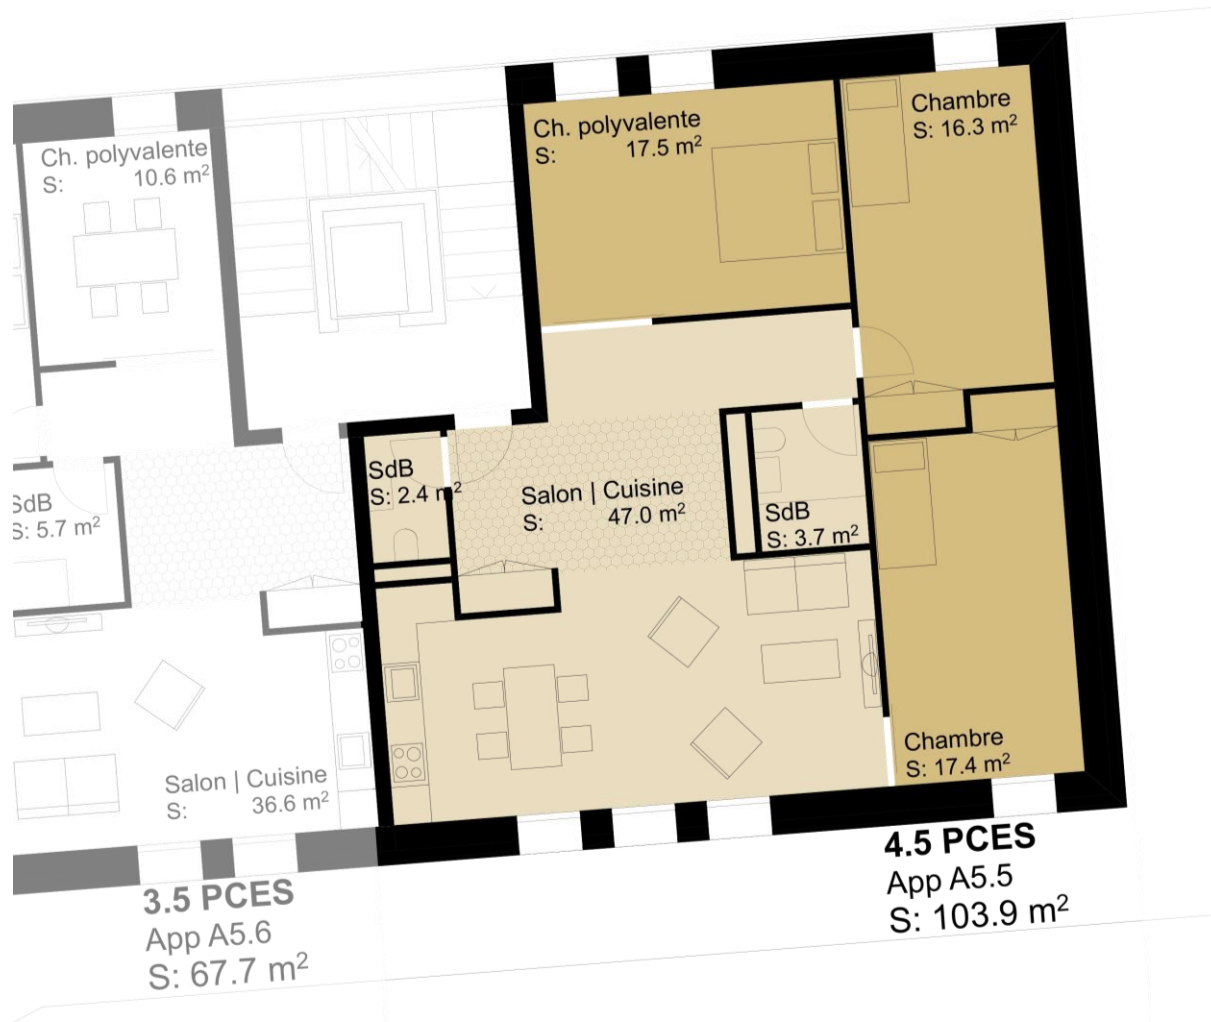 Ch. polyvalente
S: 10.6 m²
SdB
S: 5.7 m²
Salon | Cuisine
S: 36.6 m²
3.5 PCES
App A5.6
S: 67.7 m²
Ch. polyvalente
S: 17.5 m²
Chambre
S: 16.3 m²
SdB
S: 2.4 m²
Salon | Cuisine
S: 47.0 m²
SdB
S: 3.7 m²
Chambre
S: 17.4 m²
4.5 PCES
App A5.5
S: 103.9 m²